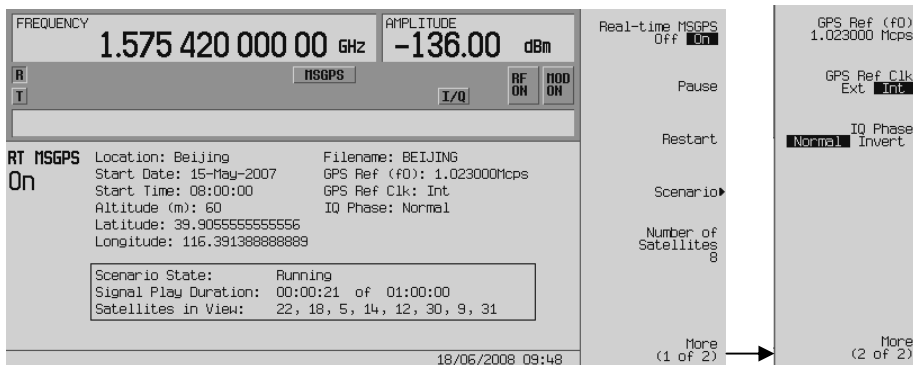 FREQUENCY
1.575 420 000 00 GHz
AMPLITUDE
-136.00 dBm
R
T
MSGPS
I/Q
RF ON
MOD ON
RT MSGPS
On
Location: Beijing
Start Date: 15-May-2007
Start Time: 08:00:00
Altitude (m): 60
Latitude: 39.9055555555556
Longitude: 116.391388888889
Filename: BEIJING
GPS Ref (f0): 1.023000Mcps
GPS Ref Clk: Int
IQ Phase: Normal
Scenario State: Running
Signal Play Duration: 00:00:21 of 01:00:00
Satellites in View: 22, 18, 5, 14, 12, 30, 9, 31
18/06/2008 09:48
Real-time MSGPS
Off On
Pause
Restart
Scenario
Number of
Satellites
8
More
(1 of 2)
GPS Ref (f0)
1.023000 Mcps
GPS Ref Clk
Ext Int
IQ Phase
Normal Invert
More
(2 of 2)